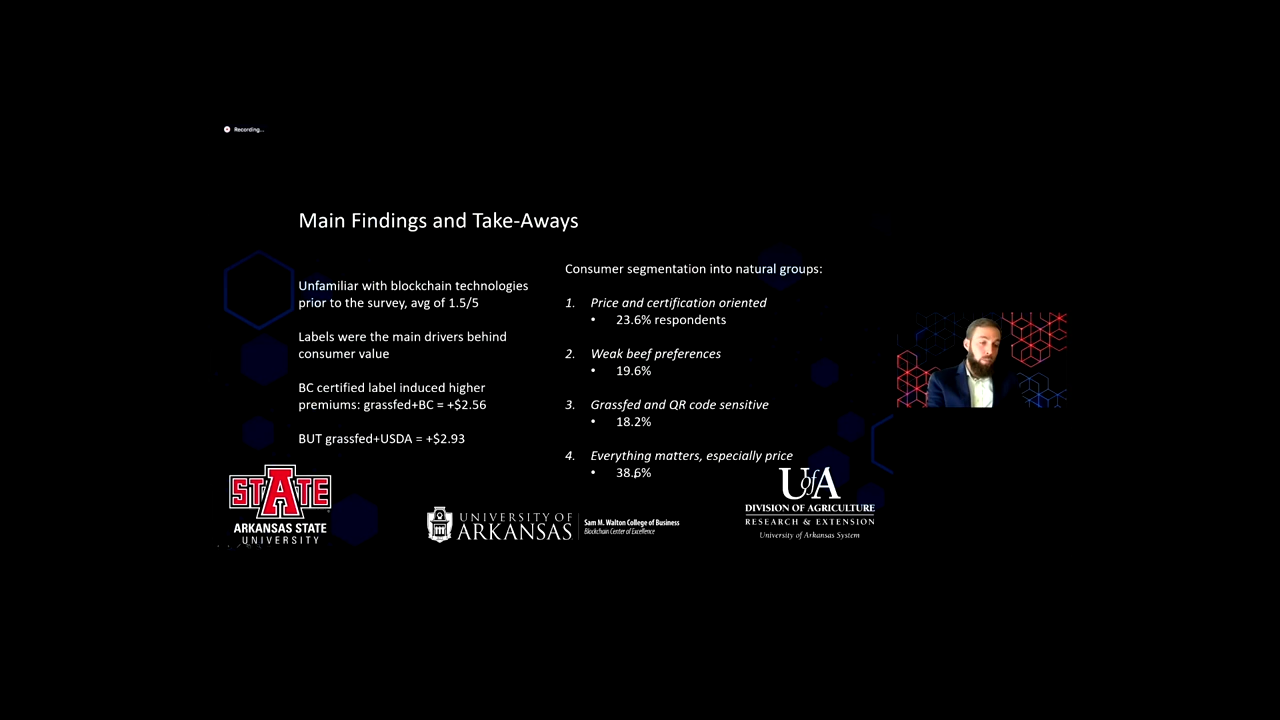 Recording...
Main Findings and Take-Aways
Unfamiliar with blockchain technologies
prior to the survey, avg of 1.5/5
Labels were the main drivers behind
consumer value
BC certified label induced higher
premiums: grassfed+BC = +$2.56
BUT grassfed+USDA = +$2.93
Consumer segmentation into natural groups:
1. Price and certification oriented
• 23.6% respondents
2. Weak beef preferences
• 19.6%
3. Grassfed and QR code sensitive
• 18.2%
4. Everything matters, especially price
• 38.6%
STATE
ARKANSAS STATE
UNIVERSITY
UNIVERSITY OF
ARKANSAS
Sam M. Walton College of Business
Blockchain Center of Excellence
UofA
DIVISION OF AGRICULTURE
RESEARCH & EXTENSION
University of Arkansas System